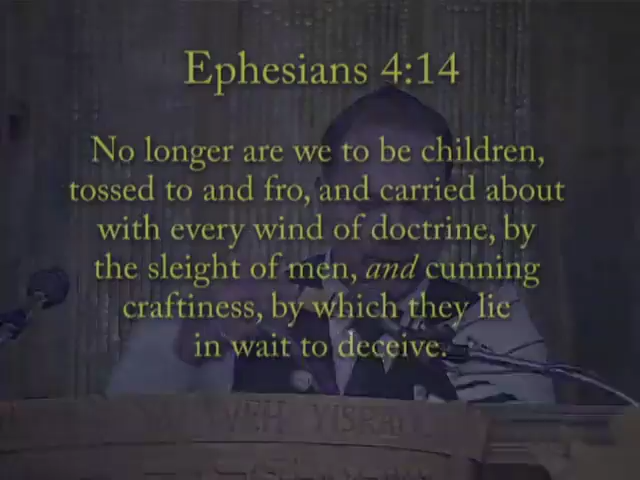 Ephesians 4:14
No longer are we to be children,
tossed to and fro, and carried about
with every wind of doctrine, by
the sleight of men, and cunning
craftiness, by which they lie
in wait to deceive.